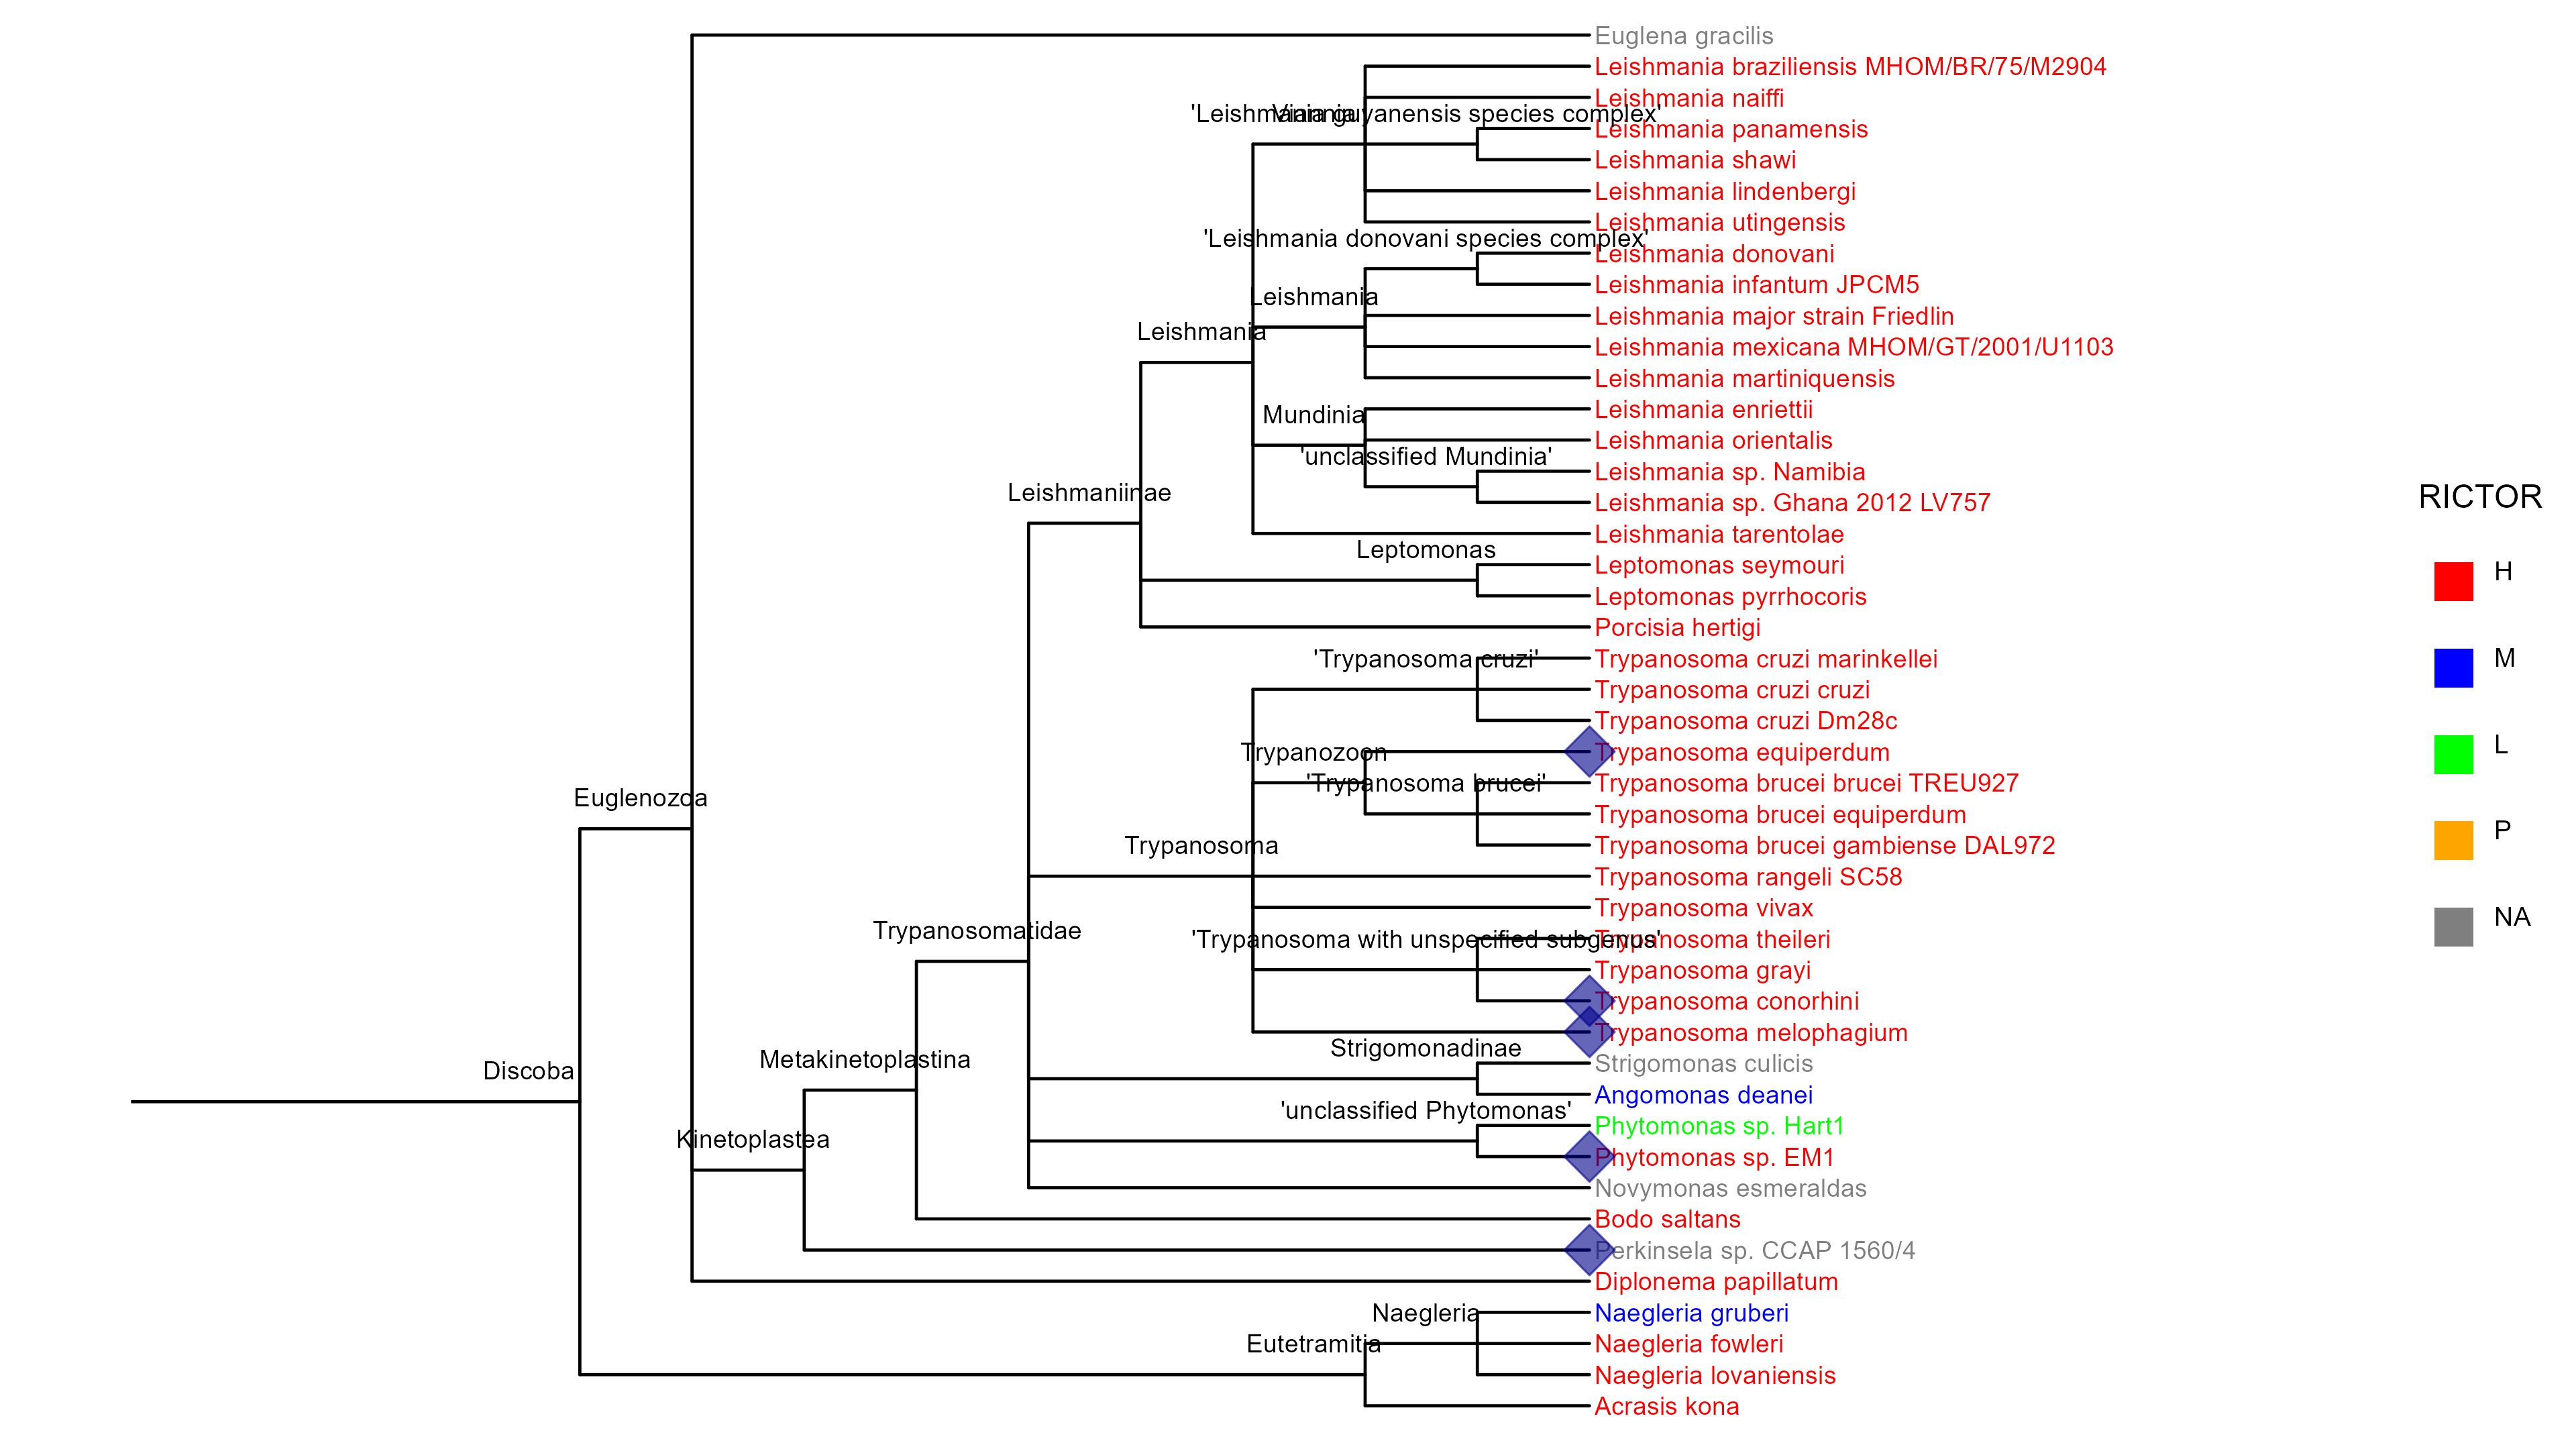 Euglena gracilis
Leishmania braziliensis MHOM/BR/75/M2904
Leishmania naiffi
'Leishmania guyanensis species complex'
Viannia
Leishmania panamensis
Leishmania shawi
Leishmania lindenbergi
Leishmania utingensis
'Leishmania donovani species complex'
Leishmania donovani
Leishmania infantum JPCM5
Leishmania
Leishmania major strain Friedlin
Leishmania
Leishmania mexicana MHOM/GT/2001/U1103
Leishmania martiniquensis
Mundinia
Leishmania enriettii
Leishmania orientalis
'unclassified Mundinia'
Leishmania sp. Namibia
Leishmaniinae
Leishmania sp. Ghana 2012 LV757
Leishmania tarentolae
Leptomonas
Leptomonas seymouri
Leptomonas pyrrhocoris
Porcisia hertigi
'Trypanosoma cruzi'
Trypanosoma cruzi marinkellei
Trypanosoma cruzi cruzi
Trypanosoma cruzi Dm28c
Trypanozoon
Trypanosoma equiperdum
'Trypanosoma brucei'
Trypanosoma brucei brucei TREU927
Euglenozoa
Trypanosoma brucei equiperdum
Trypanosoma
Trypanosoma brucei gambiense DAL972
Trypanosoma rangeli SC58
Trypanosoma vivax
Trypanosomatidae
'Trypanosoma with unspecified subgenus'
Trypanosoma theileri
Trypanosoma grayi
Trypanosoma conorhini
Trypanosoma melophagium
Strigomonadinae
Metakinetoplastina
Strigomonas culicis
Discoba
Angomonas deanei
'unclassified Phytomonas'
Phytomonas sp. Hart1
Kinetoplastea
Phytomonas sp. EM1
Novymonas esmeraldas
Bodo saltans
Perkinsela sp. CCAP 1560/4
Diplonema papillatum
Naegleria
Naegleria gruberi
Eutetramitia
Naegleria fowleri
Naegleria lovaniensis
Acrasis kona
RICTOR
H
M
L
P
NA